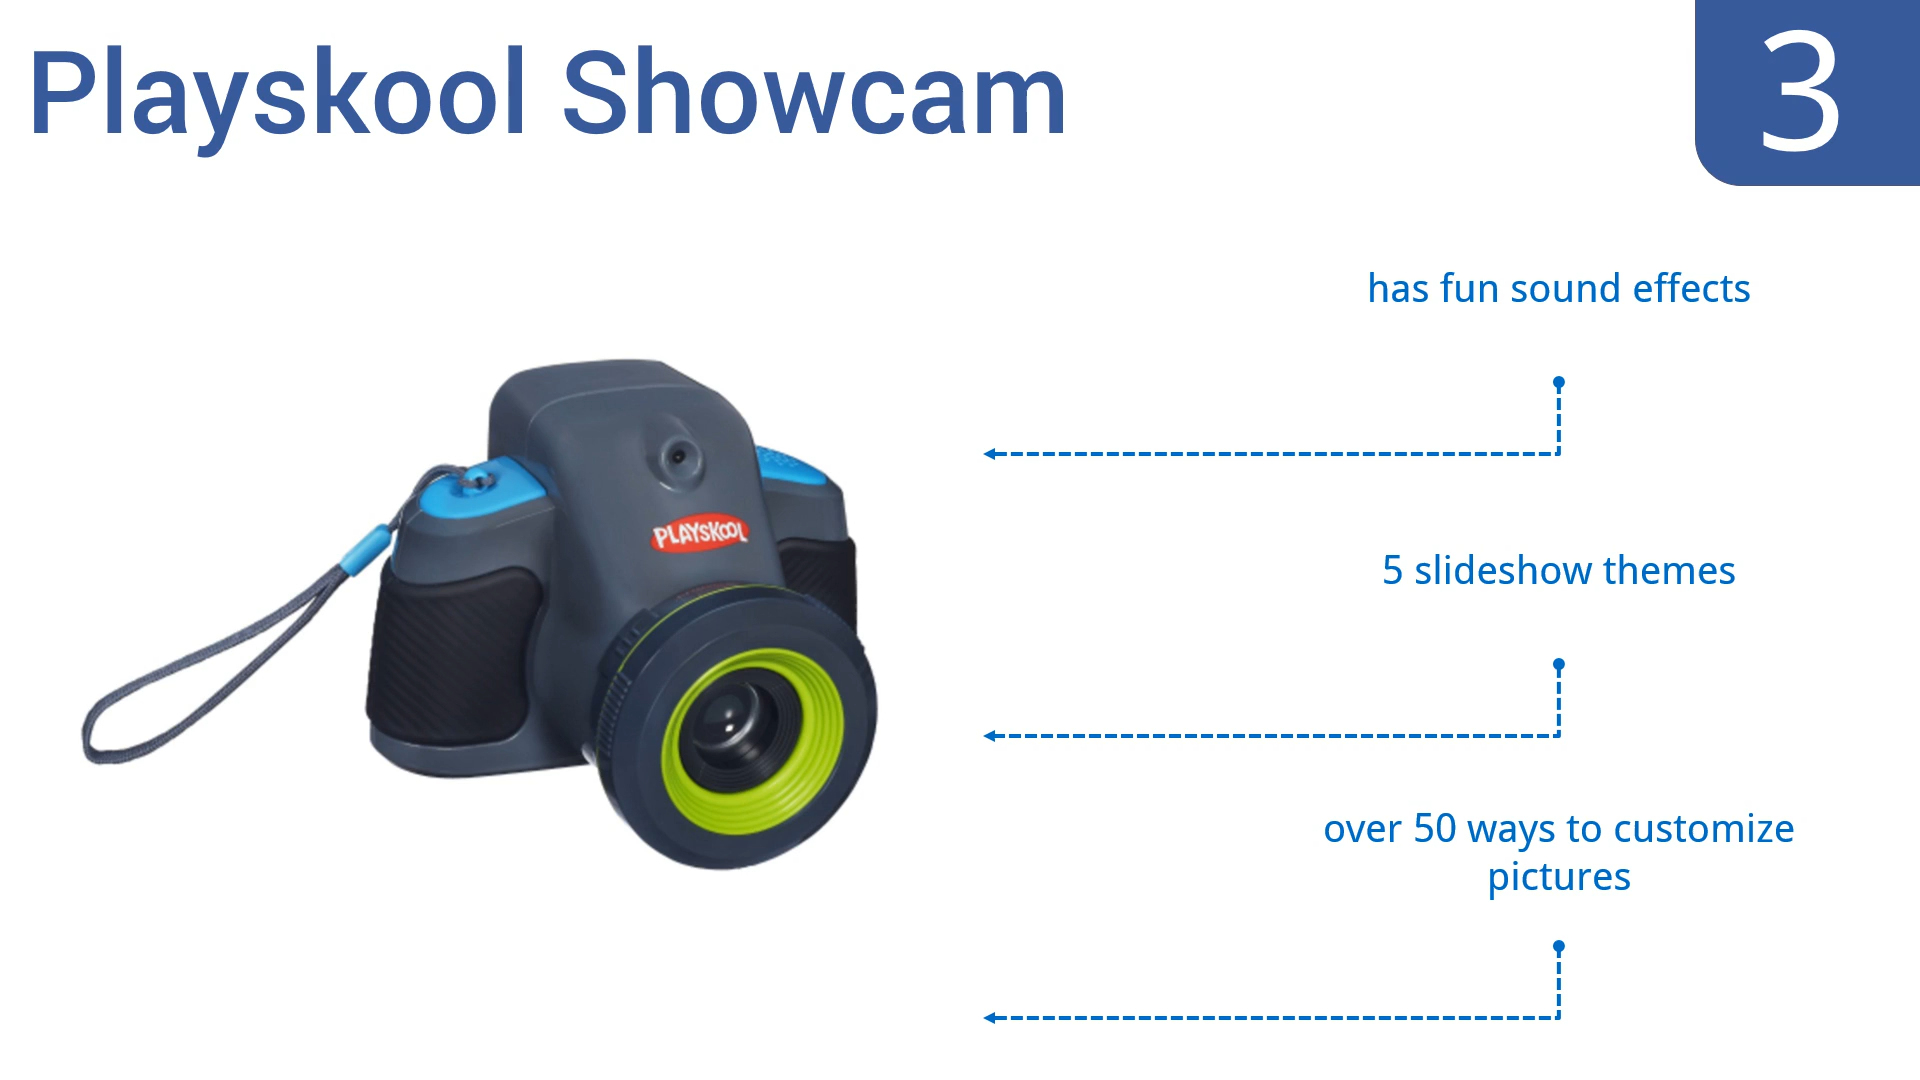 Playskool Showcam
3
has fun sound effects
PLAYSKOOL
5 slideshow themes
over 50 ways to customize
pictures